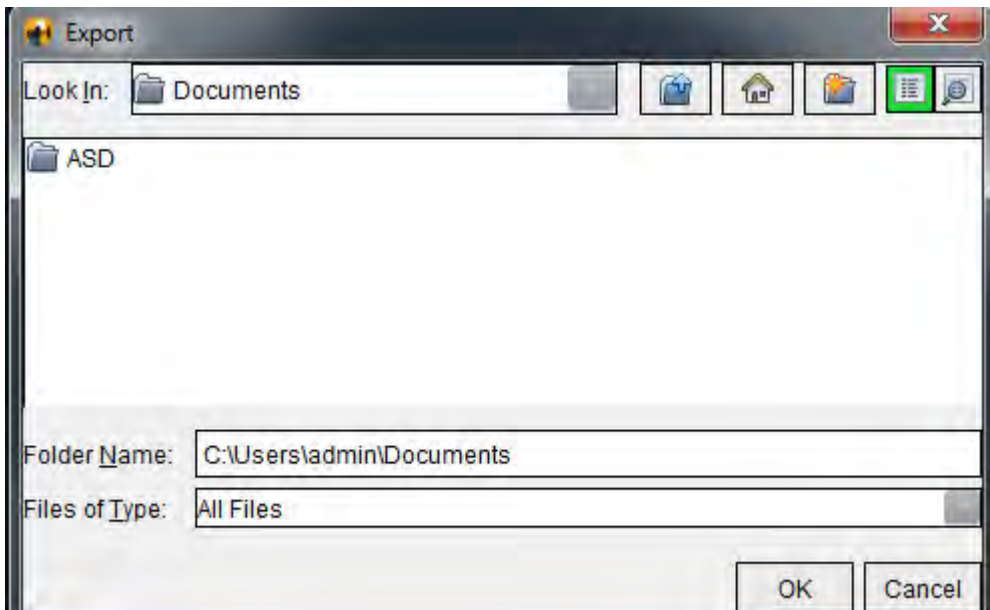 Export
Look In: Documents
ASD
Folder Name: C:\Users\admin\Documents
Files of Type: All Files
OK Cancel